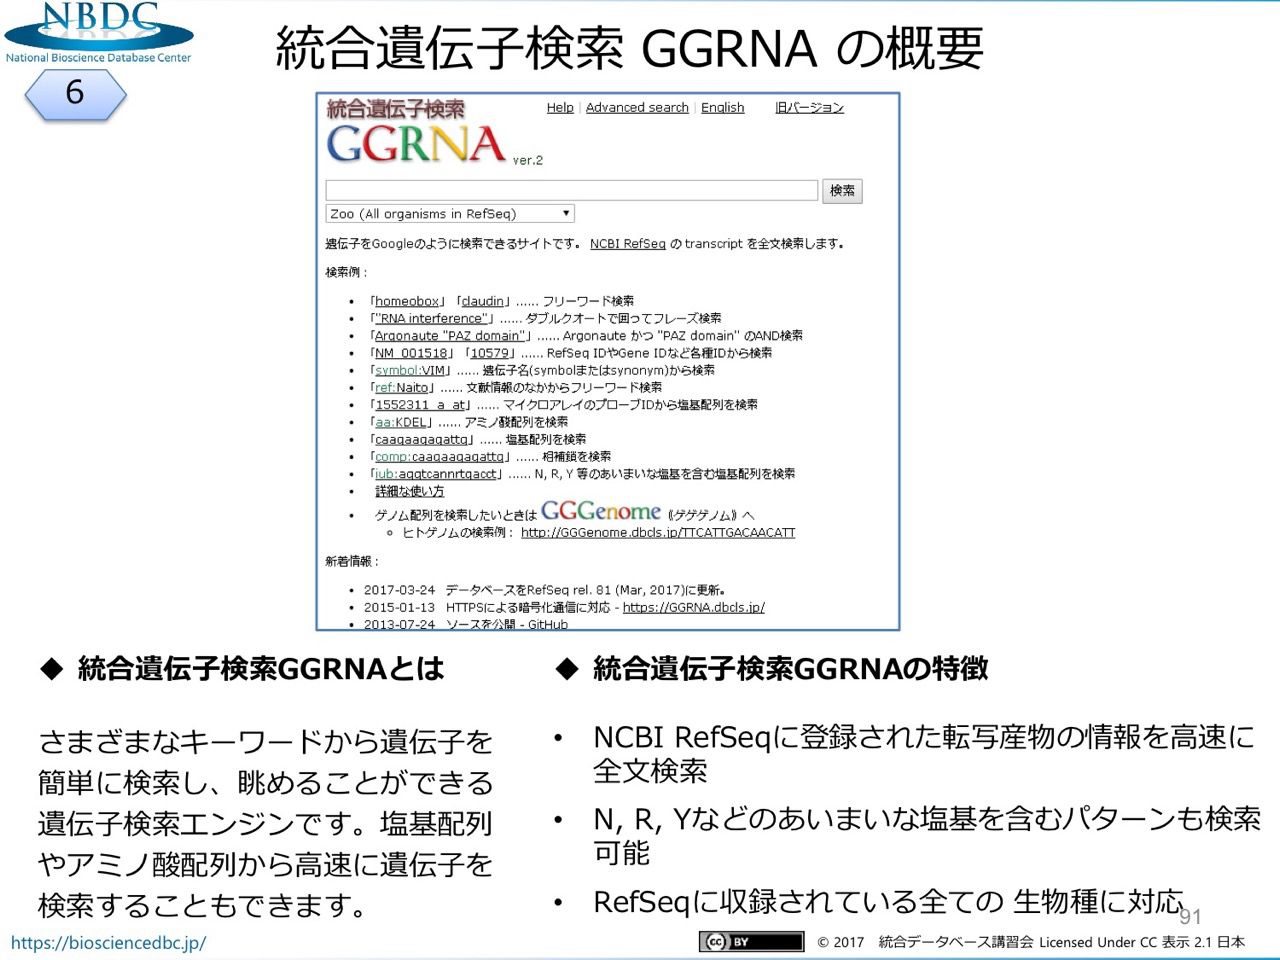 NBDC
National Bioscience Database Center
6
統合遺伝子検索 GGRNA の概要
統合遺伝子検索
GGRNA ver.2
Help | Advanced search | English 旧バージョン
検索
Zoo (All organisms in RefSeq)
遺伝子をGoogleのように検索できるサイトです。 NCBI RefSeq の transcript を全文検索します。
検索例：
• 「homeobox」「claudin」...... フリーワード検索
• 「"RNA interference"」...... ダブルクオートで囲ってフレーズ検索
• 「Argonaute "PAZ domain"」...... Argonaute かつ "PAZ domain" のAND検索
• 「NM_001518」「10579」...... RefSeq IDやGene IDなど各種IDから検索
• 「symbol:VIM」...... 遺伝子名(symbolまたはsynonym)から検索
• 「ref:Naito」...... 文献情報のなかからフリーワード検索
• 「1552311_a_at」...... マイクロアレイのプローブIDから塩基配列を検索
• 「aa:KDEL」...... アミノ酸配列を検索
• 「caagaagagattg」...... 塩基配列を検索
• 「comp:caagaagagattg」...... 相補鎖を検索
• 「iub:aggtcannrtgacct」...... N, R, Y 等のあいまいな塩基を含む塩基配列を検索
• 詳細な使い方
• ゲノム配列を検索したいときは GGGenome 《ゲゲゲノム》 へ
○ ヒトゲノムの検索例： http://GGGenome.dbcls.jp/TTCATTGACAACATT
新着情報：
• 2017-03-24 データベースをRefSeq rel. 81 (Mar, 2017)に更新。
• 2015-01-13 HTTPSによる暗号化通信に対応 - https://GGRNA.dbcls.jp/
• 2013-07-24 ソースを公開 - GitHub
◆ 統合遺伝子検索GGRNAとは
さまざまなキーワードから遺伝子を
簡単に検索し、眺めることができる
遺伝子検索エンジンです。塩基配列
やアミノ酸配列から高速に遺伝子を
検索することもできます。
◆ 統合遺伝子検索GGRNAの特徴
• NCBI RefSeqに登録された転写産物の情報を高速に
全文検索
• N, R, Yなどのあいまいな塩基を含むパターンも検索
可能
• RefSeqに収録されている全ての 生物種に対応
91
https://biosciencedbc.jp/
cc BY
© 2017 統合データベース講習会 Licensed Under CC 表示 2.1 日本